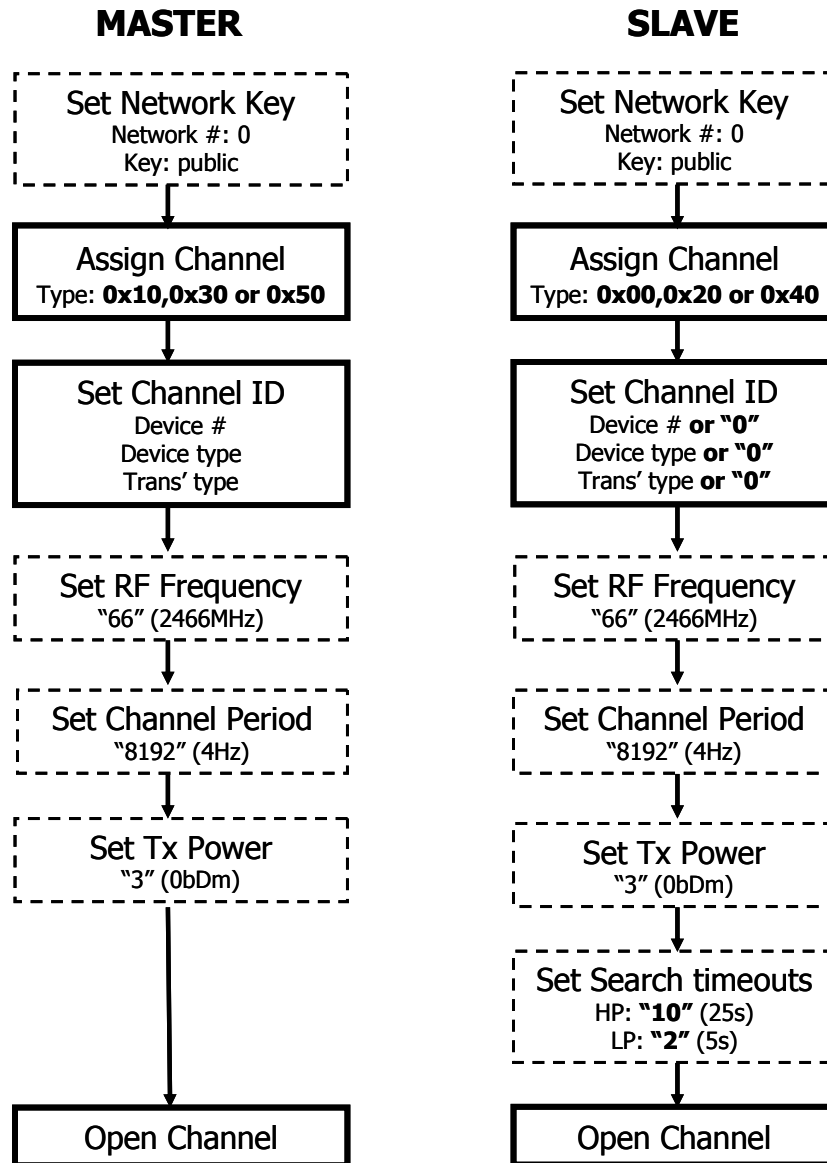 MASTER
Set Network Key
Network #: 0
Key: public
Assign Channel
Type: 0x10,0x30 or 0x50
Set Channel ID
Device #
Device type
Trans’ type
Set RF Frequency
“66” (2466MHz)
Set Channel Period
“8192” (4Hz)
Set Tx Power
“3” (0bDm)
Open Channel
SLAVE
Set Network Key
Network #: 0
Key: public
Assign Channel
Type: 0x00,0x20 or 0x40
Set Channel ID
Device # or “0”
Device type or “0”
Trans’ type or “0”
Set RF Frequency
“66” (2466MHz)
Set Channel Period
“8192” (4Hz)
Set Tx Power
“3” (0bDm)
Set Search timeouts
HP: “10” (25s)
LP: “2” (5s)
Open Channel